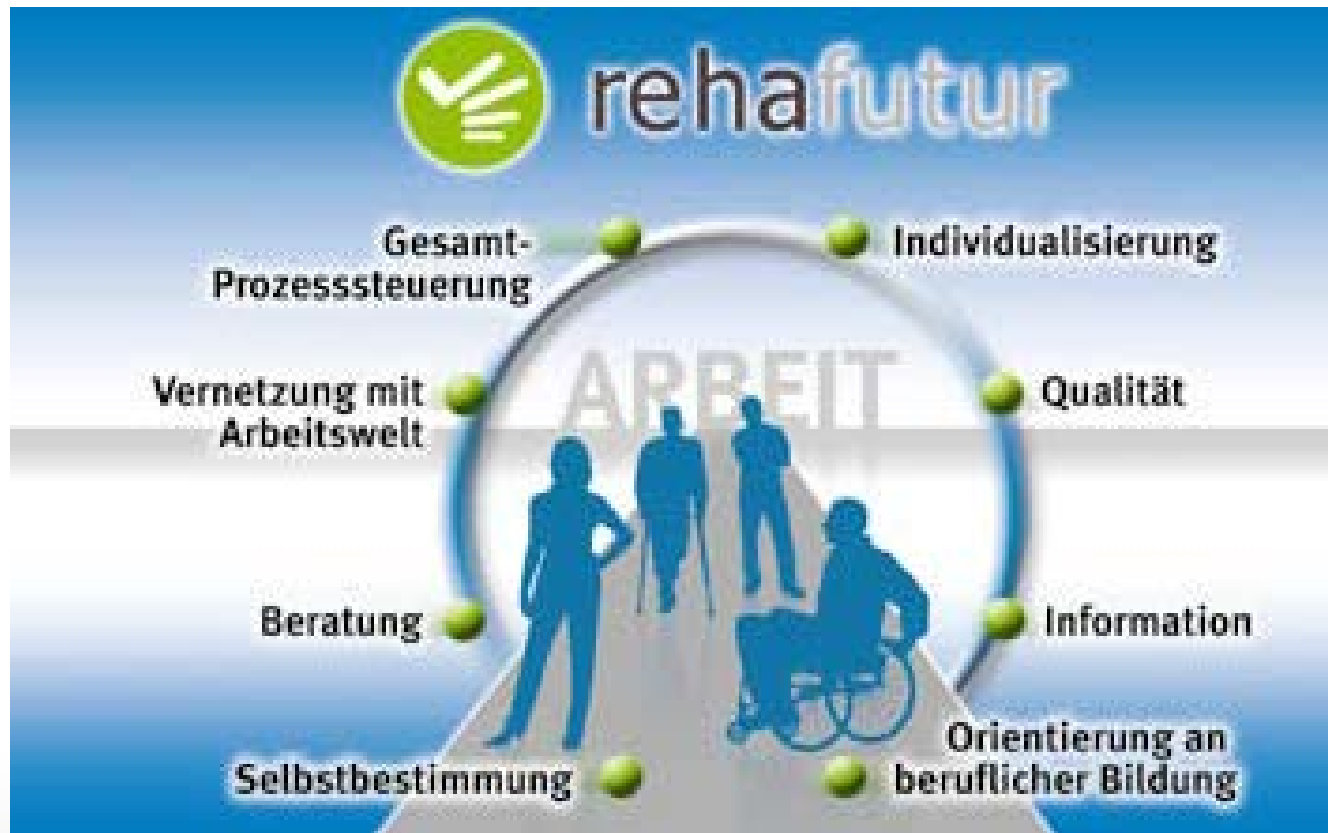 rehafutur
Gesamt-
Prozesssteuerung
Individualisierung
ARBEIT
Vernetzung mit
Arbeitswelt
Qualität
Beratung
Information
Selbstbestimmung
Orientierung an
beruflicher Bildung